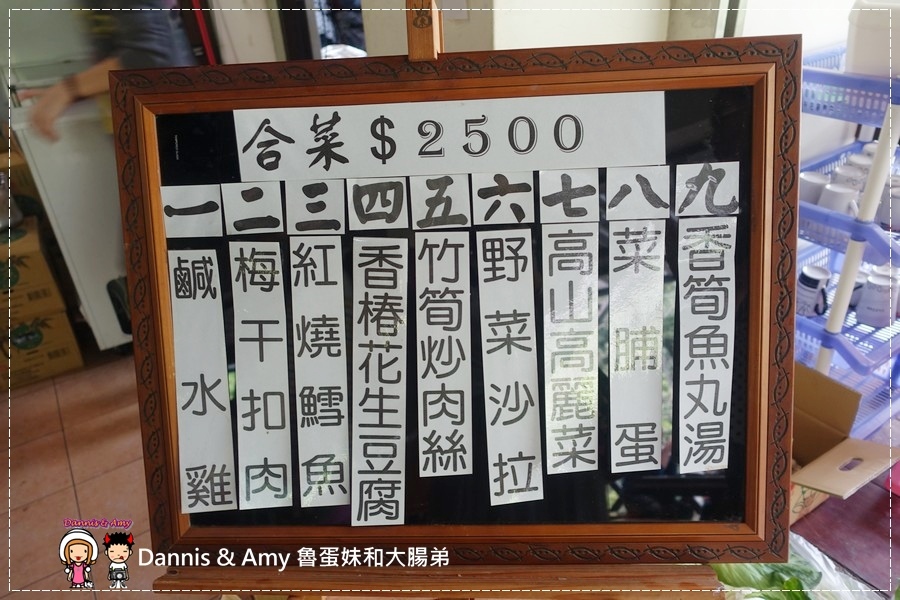 合菜$2500
一 鹹水雞
二 梅干扣肉
三 紅燒鱈魚
四 香椿花生豆腐
五 竹筍炒肉絲
六 野菜沙拉
七 高山高麗菜
八 菜脯蛋
九 香筍魚丸湯
Dannis & Amy
Dannis & Amy 魯蛋妹和大腸弟